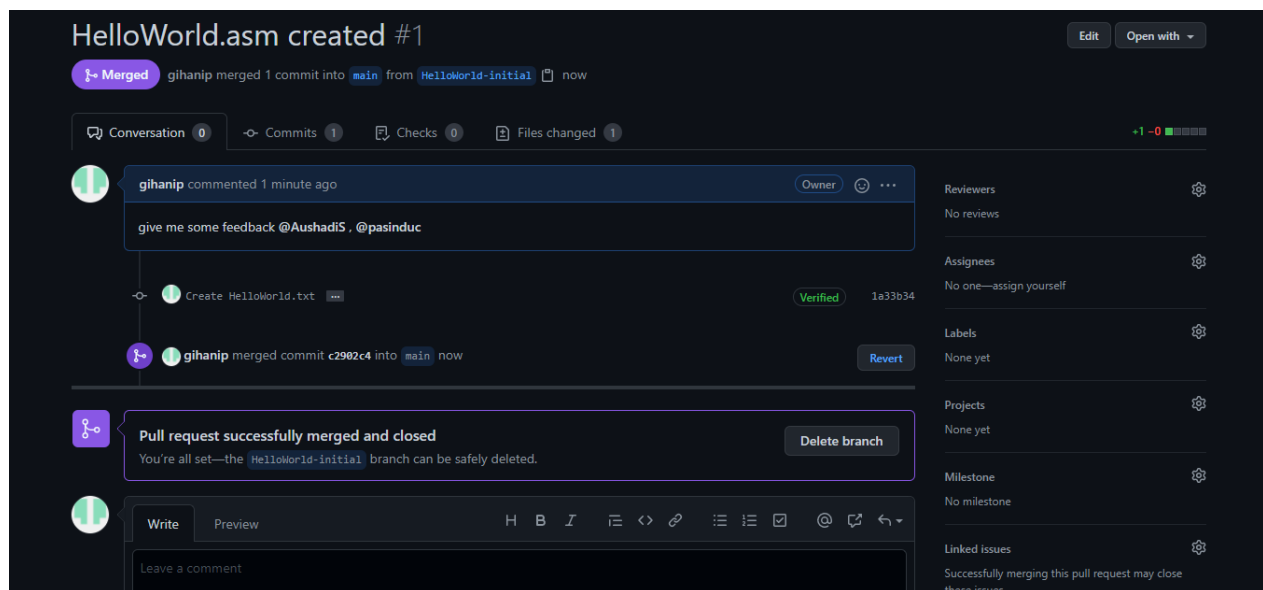 HelloWorld.asm created #1
Edit
Open with
Merged gihanip merged 1 commit into main from HelloWorld-initial now
Conversation 0 Commits 1 Checks 0 Files changed 1
+1 −0
gihanip commented 1 minute ago
Owner
give me some feedback @AushadiS , @pasinduc
Create HelloWorld.txt ...
Verified
1a33b34
gihanip merged commit c2902c4 into main now
Revert
Pull request successfully merged and closed
You're all set—the HelloWorld-initial branch can be safely deleted.
Delete branch
Write Preview
H B I
Leave a comment
Reviewers
No reviews
Assignees
No one—assign yourself
Labels
None yet
Projects
None yet
Milestone
No milestone
Linked issues
Successfully merging this pull request may close
these issues